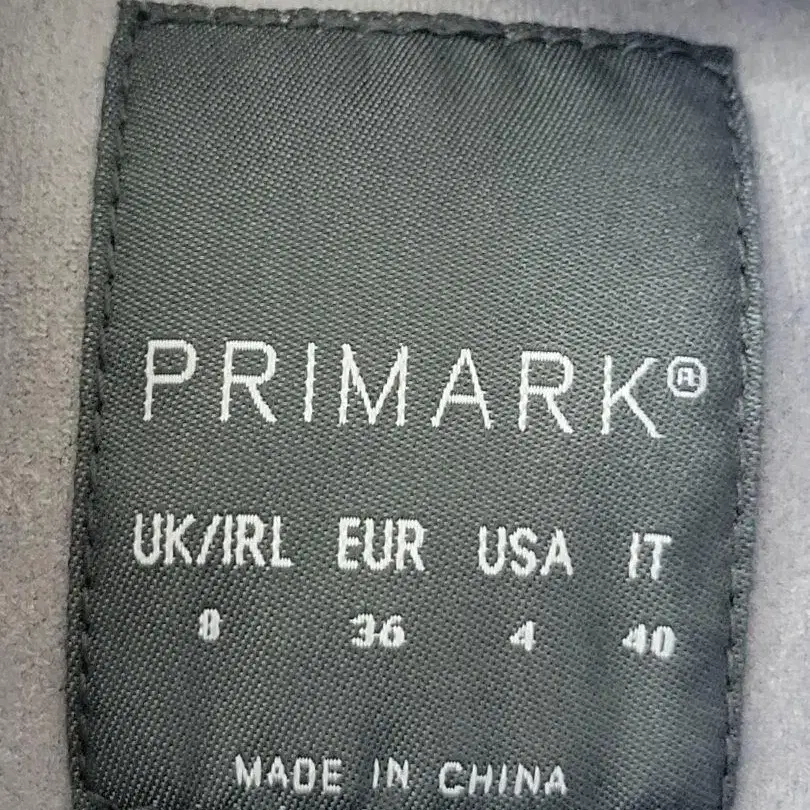 PRIMARK®
UK/IRL EUR USA IT
8 36 4 40
MADE IN CHINA